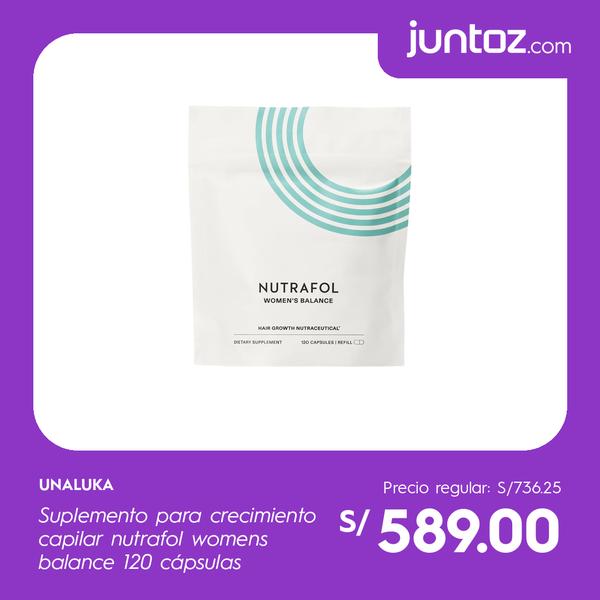 juntoz.com
NUTRAFOL
WOMEN'S BALANCE
HAIR GROWTH NUTRACEUTICAL*
DIETARY SUPPLEMENT 120 CAPSULES | REFILL
UNALUKA
Suplemento para crecimiento
capilar nutrafol womens
balance 120 cápsulas
Precio regular: S/736.25
S/ 589.00